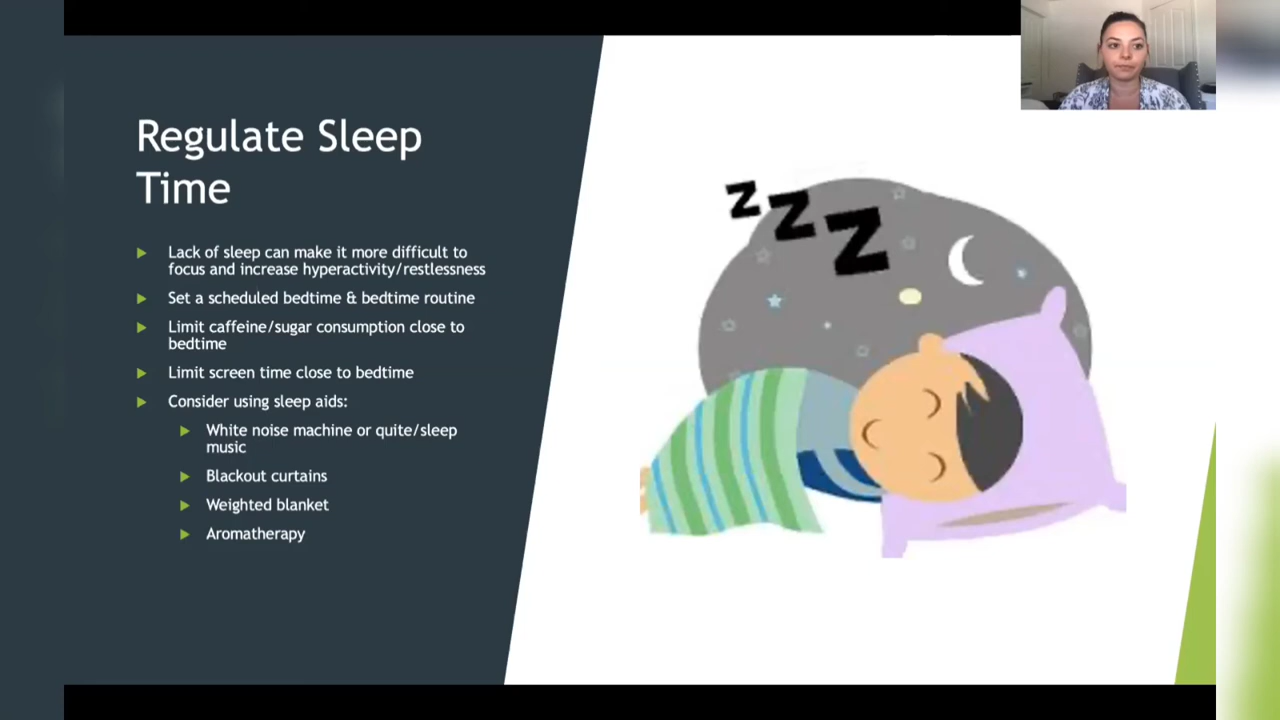 Regulate Sleep
Time
Lack of sleep can make it more difficult to
focus and increase hyperactivity/restlessness
Set a scheduled bedtime & bedtime routine
Limit caffeine/sugar consumption close to
bedtime
Limit screen time close to bedtime
Consider using sleep aids:
White noise machine or quite/sleep
music
Blackout curtains
Weighted blanket
Aromatherapy
z z z